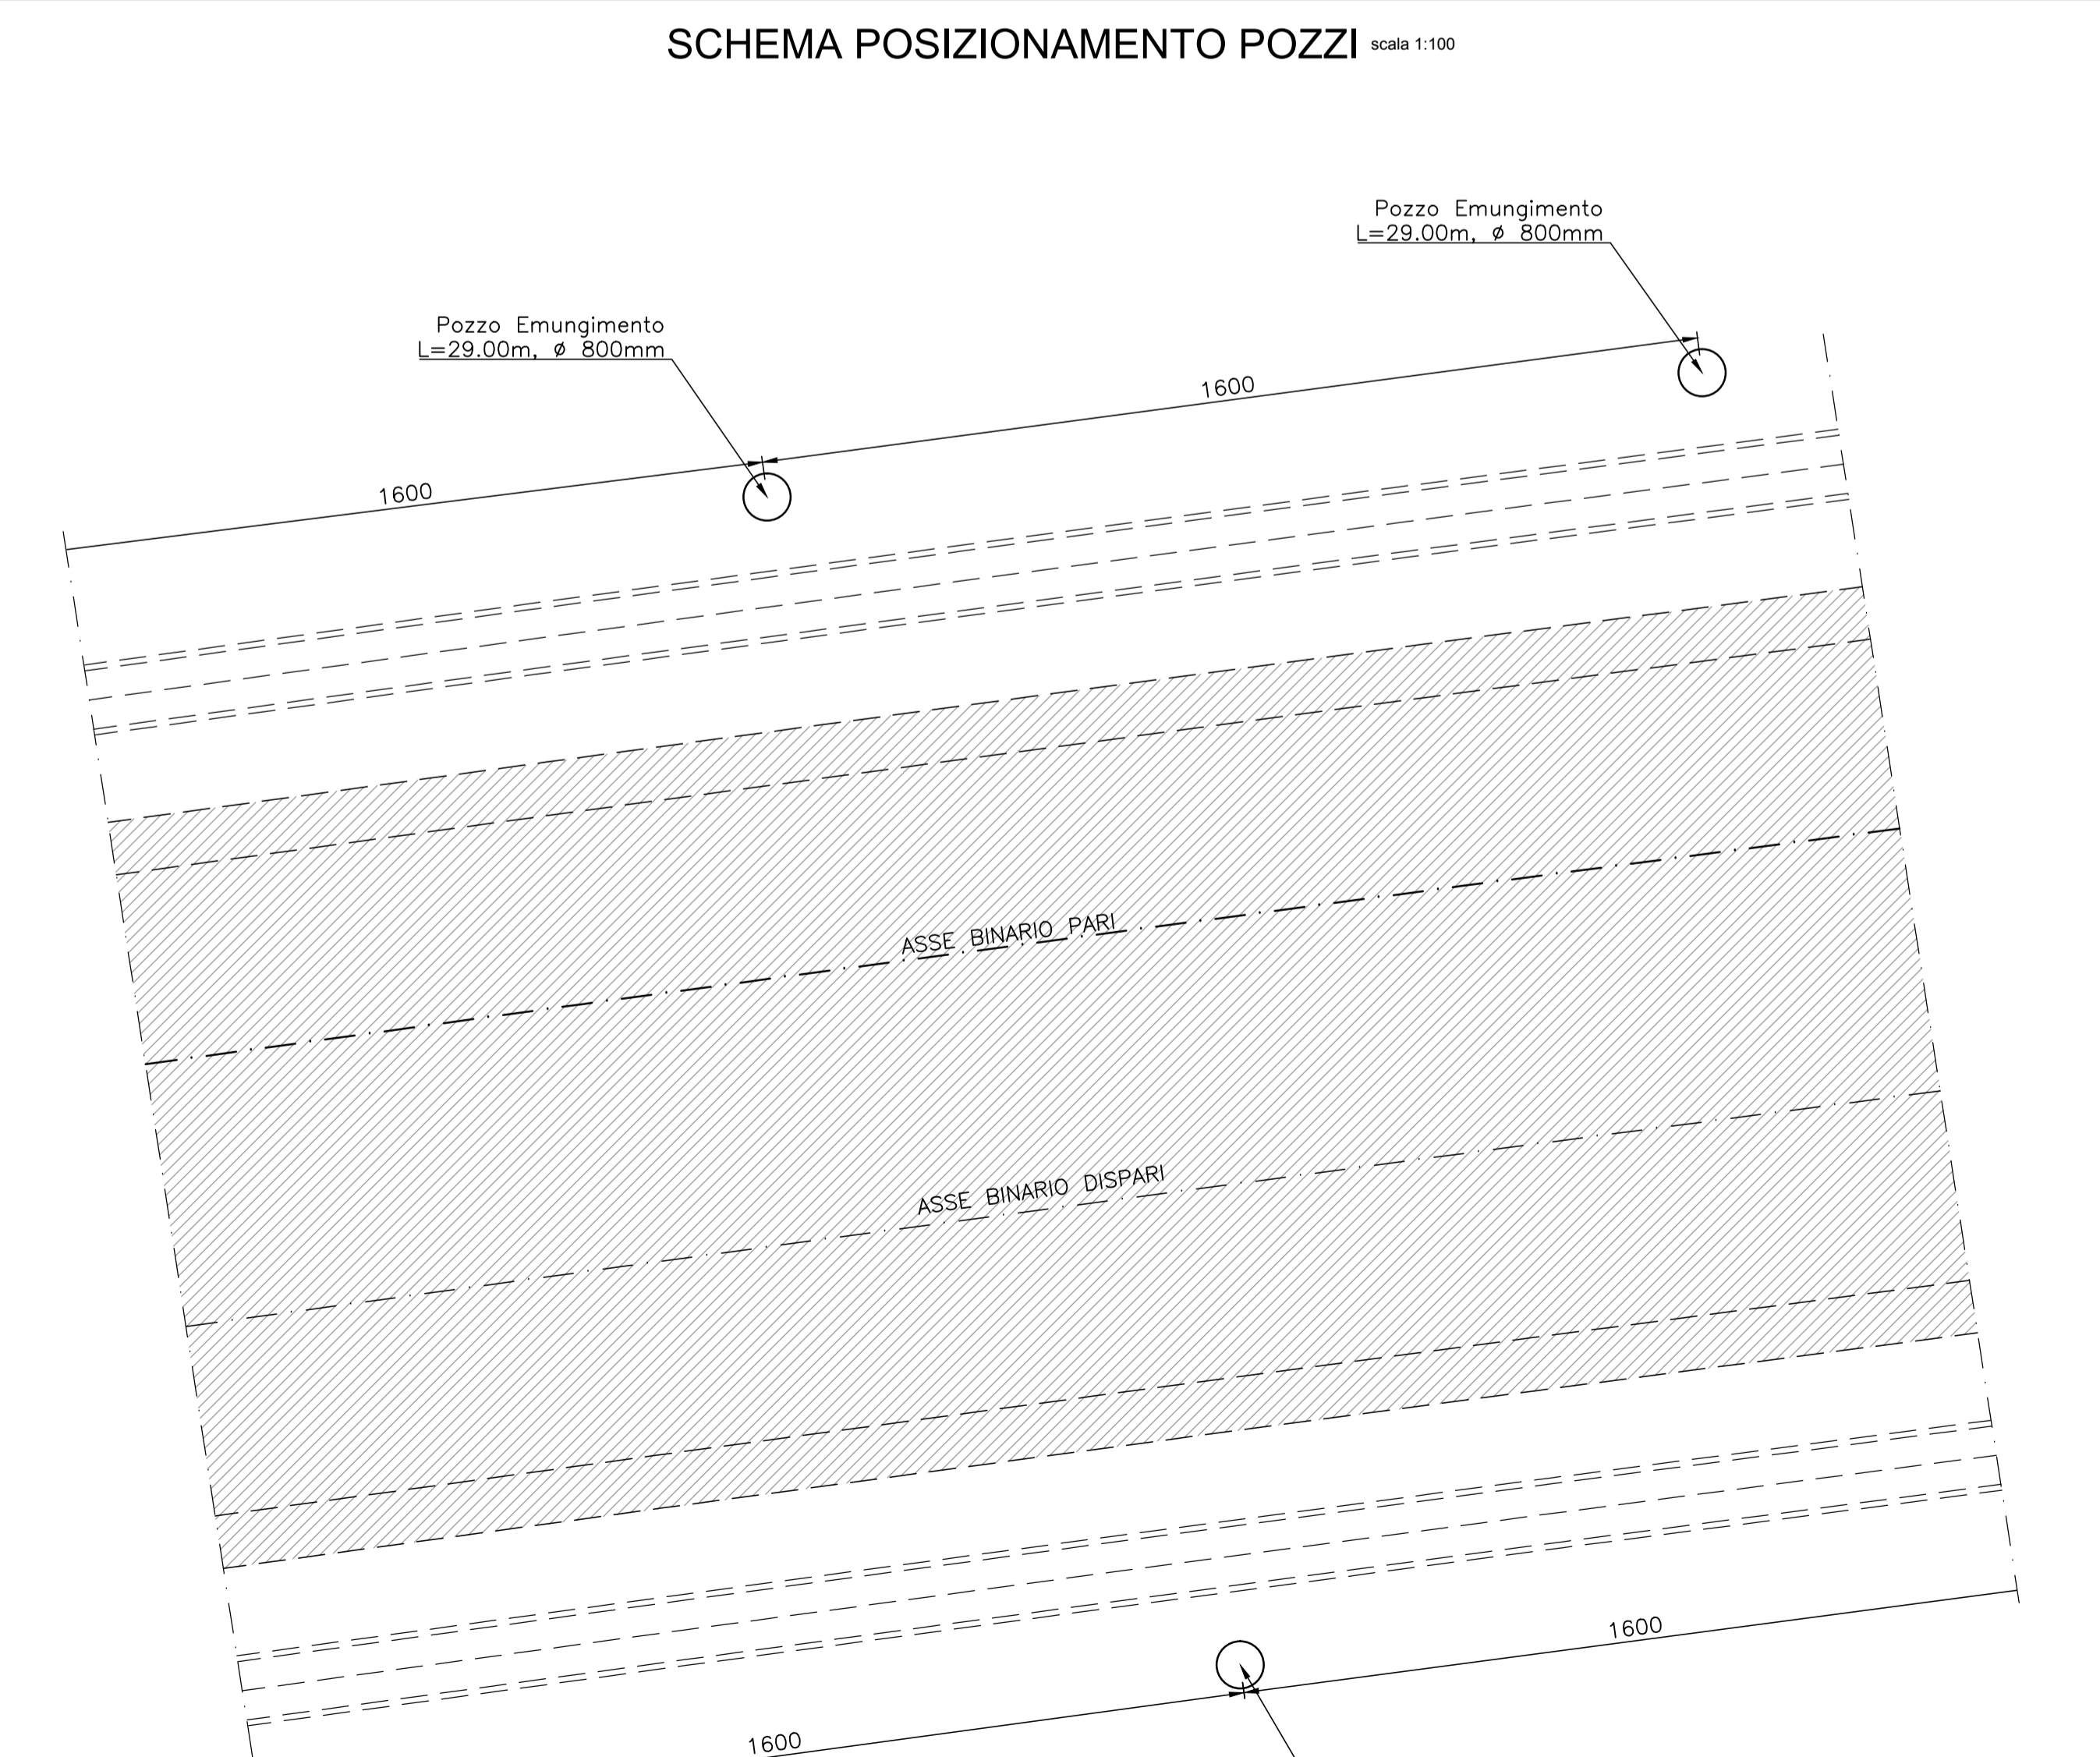 SCHEMA POSIZIONAMENTO POZZI scala 1:100
Pozzo Emungimento
L=29.00m, ø 800mm
Pozzo Emungimento
L=29.00m, ø 800mm
1600
1600
ASSE BINARIO PARI
ASSE BINARIO DISPARI
1600
1600